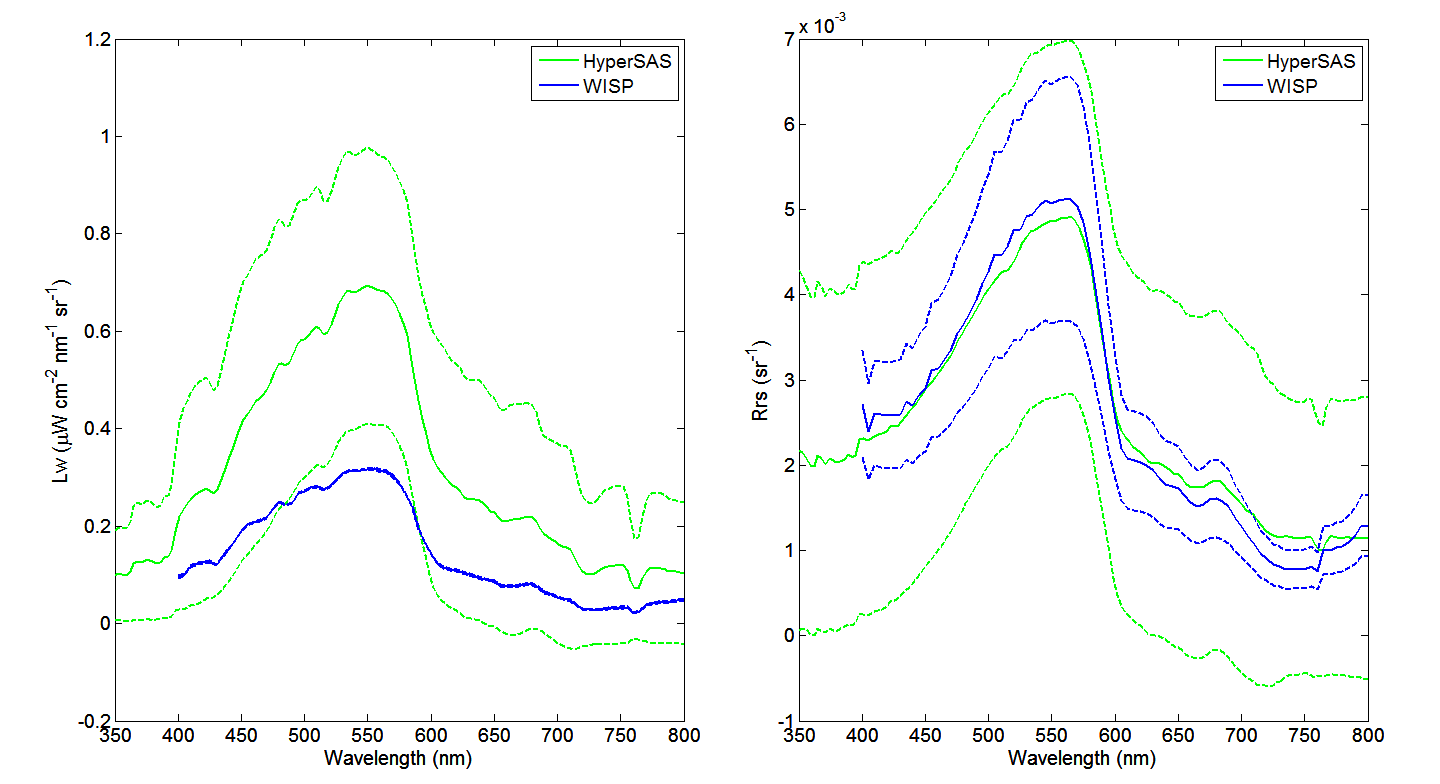 1.2
1
0.8
0.6
0.4
0.2
0
-0.2
350 400 450 500 550 600 650 700 750 800
Wavelength (nm)
Lw (μW cm-2 nm-1 sr-1)
HyperSAS
WISP
x 10-3
7
6
5
4
3
2
1
0
-1
350 400 450 500 550 600 650 700 750 800
Wavelength (nm)
Rrs (sr-1)
HyperSAS
WISP